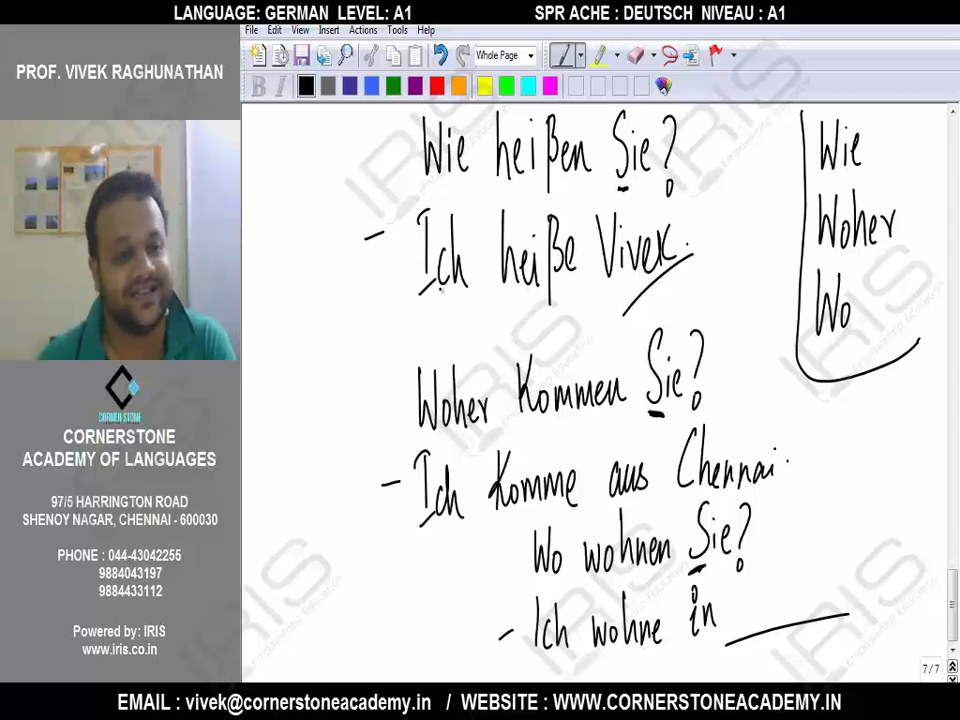 LANGUAGE: GERMAN LEVEL: A1
SPR ACHE : DEUTSCH NIVEAU : A1
PROF. VIVEK RAGHUNATHAN
File Edit View Insert Actions Tools Help
Whole Page
B I
Wie heißen Sie?
- Ich heiße Vivek.
Woher Kommen Sie?
- Ich Komme aus Chennai.
Wo wohnen Sie?
- Ich wohne in ______
Wie
Woher
Wo
7/7
CORNER STONE
CORNERSTONE
ACADEMY OF LANGUAGES
97/5 HARRINGTON ROAD
SHENOY NAGAR, CHENNAI - 600030
PHONE : 044-43042255
9884043197
9884433112
Powered by: IRIS
www.iris.co.in
EMAIL : vivek@cornerstoneacademy.in / WEBSITE : WWW.CORNERSTONEACADEMY.IN
IRIS